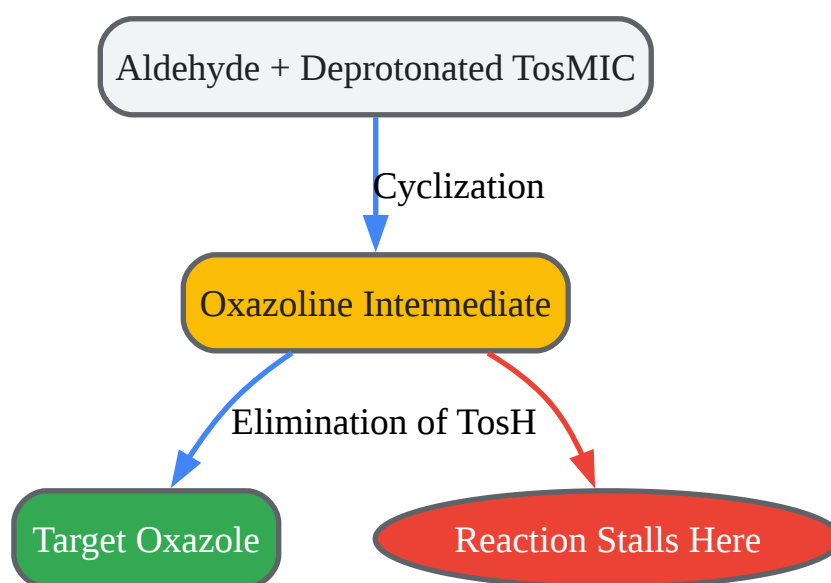 Aldehyde + Deprotonated TosMIC
Cyclization
Oxazoline Intermediate
Elimination of TosH
Target Oxazole
Reaction Stalls Here